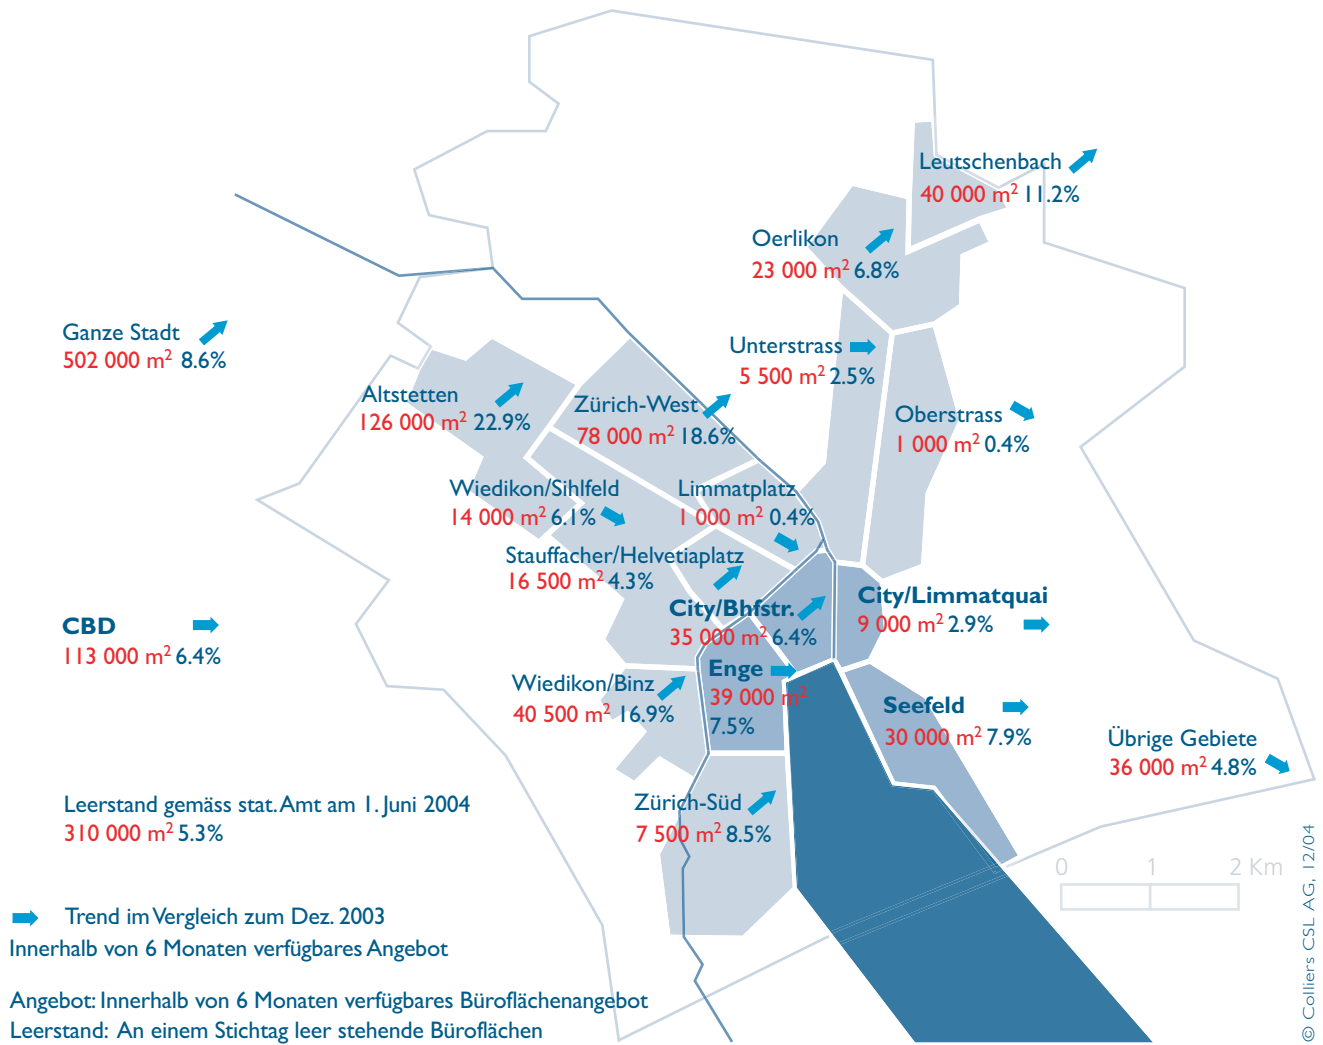 Leutschenbach
40 000 m² 11.2%
Oerlikon
23 000 m² 6.8%
Ganze Stadt
502 000 m² 8.6%
Unterstrass
5 500 m² 2.5%
Altstetten
126 000 m² 22.9%
Zürich-West
78 000 m² 18.6%
Oberstrass
1 000 m² 0.4%
Wiedikon/Sihlfeld
14 000 m² 6.1%
Limmatplatz
1 000 m² 0.4%
Stauffacher/Helvetiaplatz
16 500 m² 4.3%
City/Bhfstr.
35 000 m² 6.4%
City/Limmatquai
9 000 m² 2.9%
CBD
113 000 m² 6.4%
Enge
39 000 m²
7.5%
Wiedikon/Binz
40 500 m² 16.9%
Seefeld
30 000 m² 7.9%
Übrige Gebiete
36 000 m² 4.8%
Zürich-Süd
7 500 m² 8.5%
Leerstand gemäss stat. Amt am 1. Juni 2004
310 000 m² 5.3%
0 1 2 Km
Trend im Vergleich zum Dez. 2003
Innerhalb von 6 Monaten verfügbares Angebot
Angebot: Innerhalb von 6 Monaten verfügbares Büroflächenangebot
Leerstand: An einem Stichtag leer stehende Büroflächen
© Colliers CSL AG, 12/04